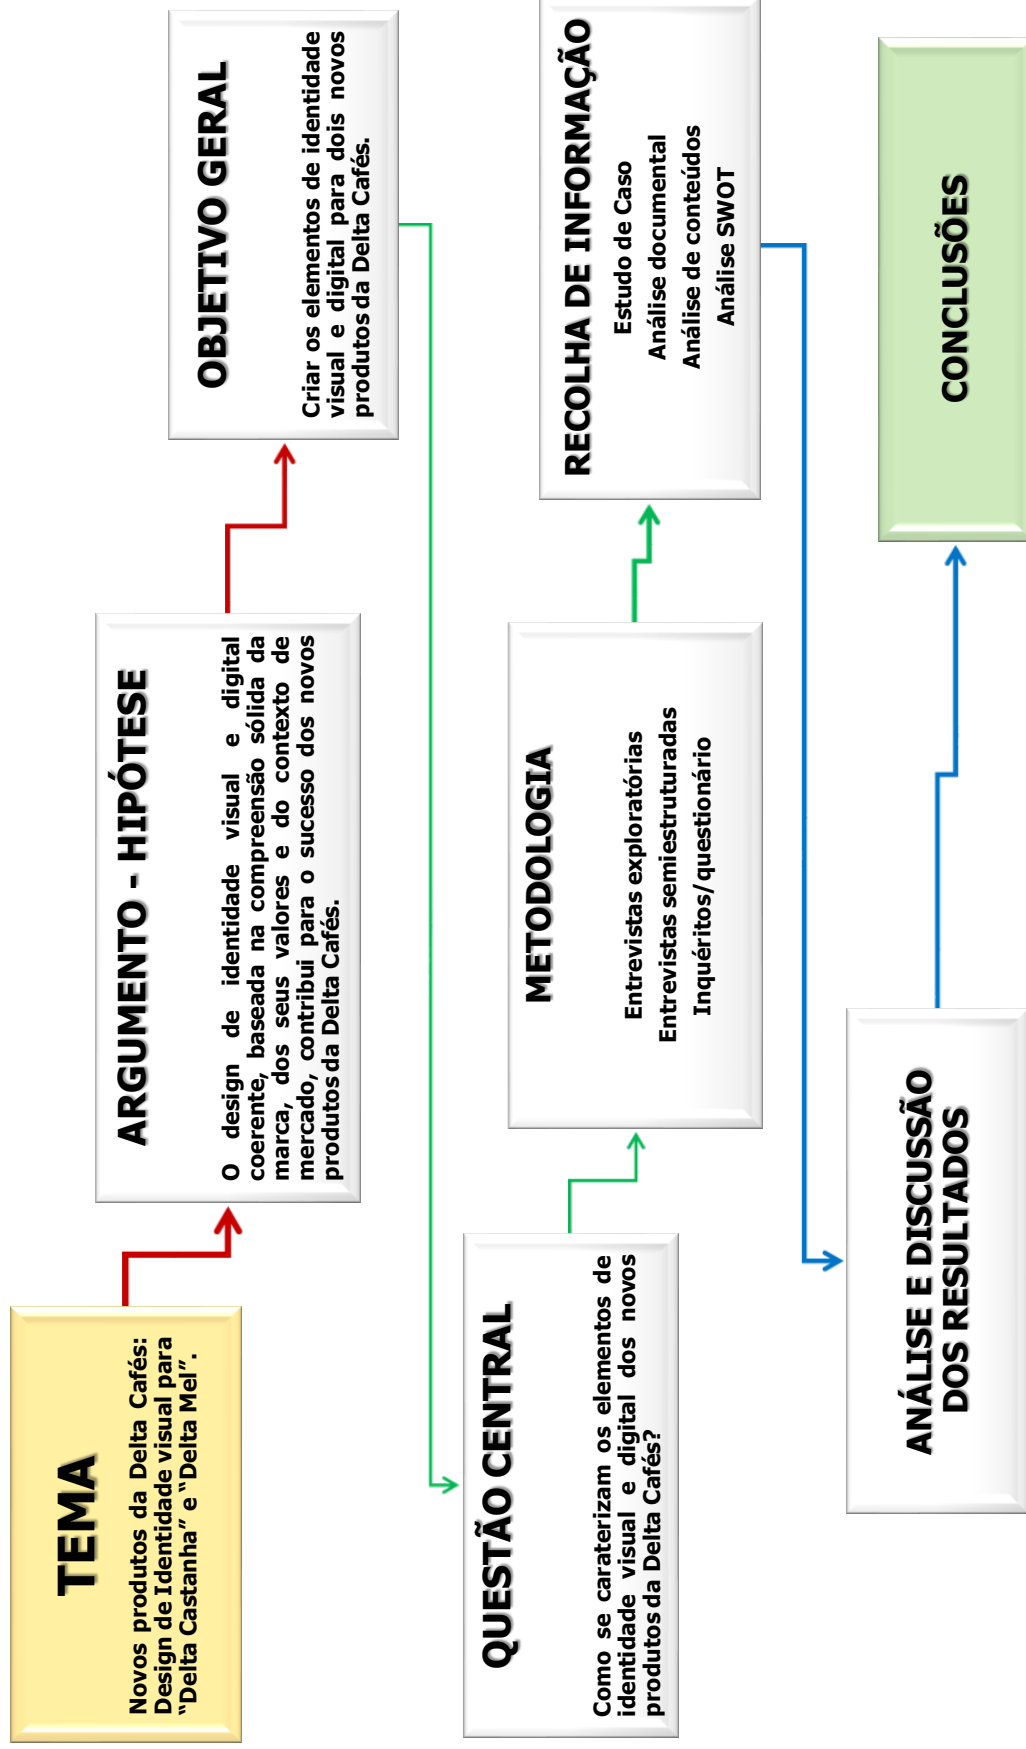 TEMA
Novos produtos da Delta Cafés:
Design de Identidade visual para
“Delta Castanha” e “Delta Mel”.
ARGUMENTO - HIPÓTESE
O design de identidade visual e digital
coerente, baseada na compreensão sólida da
marca, dos seus valores e do contexto de
mercado, contribui para o sucesso dos novos
produtos da Delta Cafés.
OBJETIVO GERAL
Criar os elementos de identidade
visual e digital para dois novos
produtos da Delta Cafés.
QUESTÃO CENTRAL
Como se caraterizam os elementos de
identidade visual e digital dos novos
produtos da Delta Cafés?
METODOLOGIA
Entrevistas exploratórias
Entrevistas semiestruturadas
Inquéritos/questionário
RECOLHA DE INFORMAÇÃO
Estudo de Caso
Análise documental
Análise de conteúdos
Análise SWOT
ANÁLISE E DISCUSSÃO
DOS RESULTADOS
CONCLUSÕES